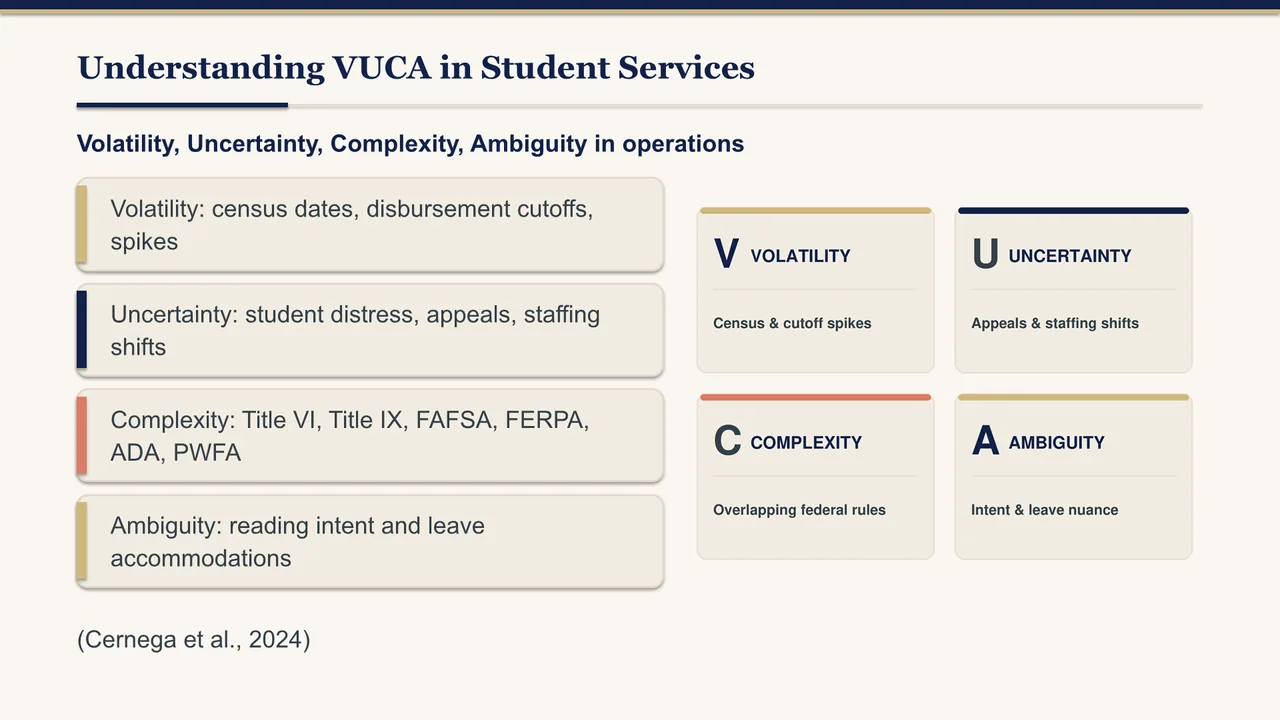 Understanding VUCA in Student Services
Volatility, Uncertainty, Complexity, Ambiguity in operations
Volatility: census dates, disbursement cutoffs,
spikes
Uncertainty: student distress, appeals, staffing
shifts
Complexity: Title VI, Title IX, FAFSA, FERPA,
ADA, PWFA
Ambiguity: reading intent and leave
accommodations
V VOLATILITY
Census & cutoff spikes
U UNCERTAINTY
Appeals & staffing shifts
C COMPLEXITY
Overlapping federal rules
A AMBIGUITY
Intent & leave nuance
(Cernega et al., 2024)